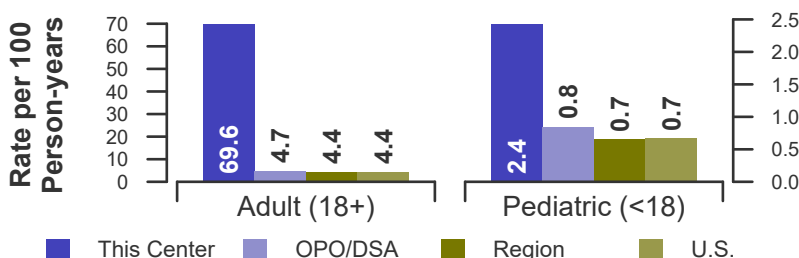 Rate per 100
Person-years
70
60
50
40
30
20
10
0
69.6
4.7
4.4
4.4
Adult (18+)
2.4
0.8
0.7
0.7
Pediatric (<18)
2.5
2.0
1.5
1.0
0.5
0.0
This Center
OPO/DSA
Region
U.S.